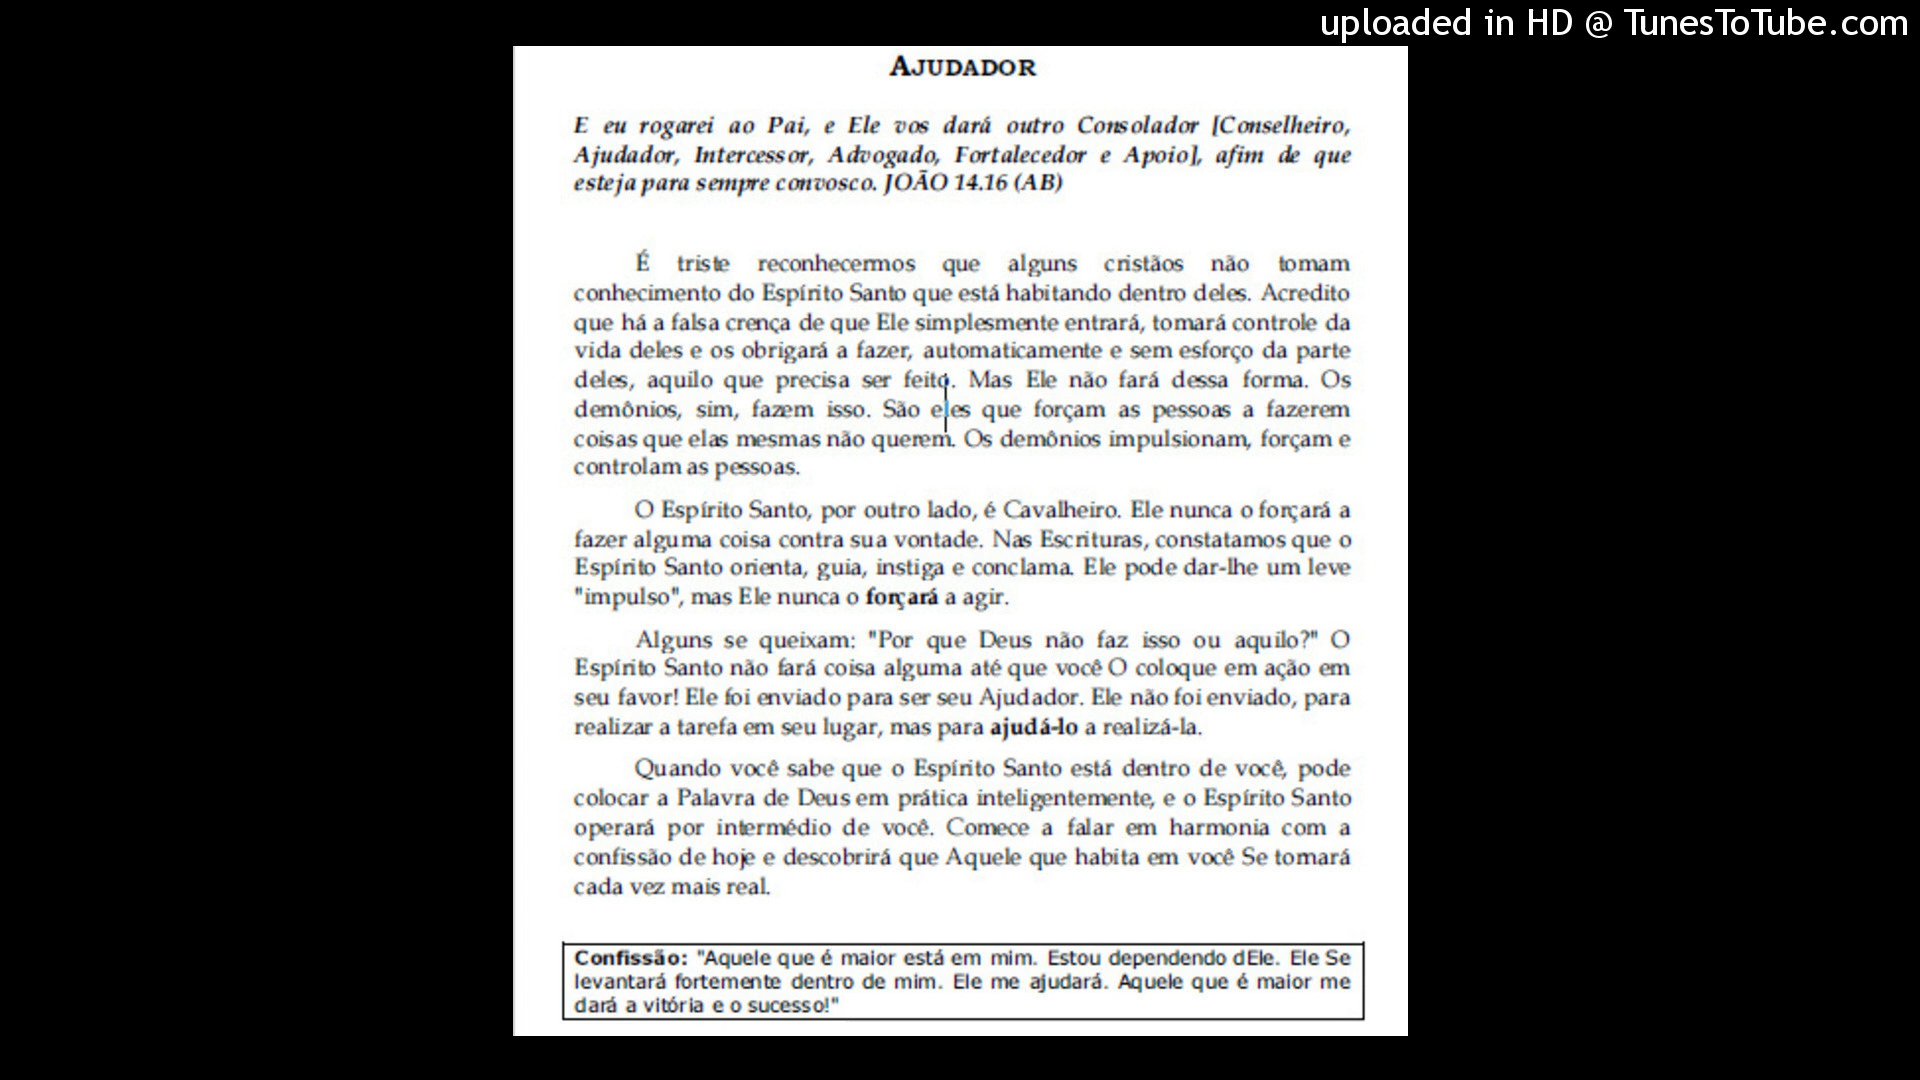 uploaded in HD @ TunesToTube.com
AJUDADOR
E eu rogarei ao Pai, e Ele vos dará outro Consolador [Conselheiro,
Ajudador, Intercessor, Advogado, Fortalecedor e Apoio], afim de que
esteja para sempre convosco. JOÃO 14.16 (AB)
É triste reconhecermos que alguns cristãos não tomam
conhecimento do Espírito Santo que está habitando dentro deles. Acredito
que há a falsa crença de que Ele simplesmente entrará, tomará controle da
vida deles e os obrigará a fazer, automaticamente e sem esforço da parte
deles, aquilo que precisa ser feito. Mas Ele não fará dessa forma. Os
demônios, sim, fazem isso. São eles que forçam as pessoas a fazerem
coisas que elas mesmas não querem. Os demônios impulsionam, forçam e
controlam as pessoas.
O Espírito Santo, por outro lado, é Cavalheiro. Ele nunca o forçará a
fazer alguma coisa contra sua vontade. Nas Escrituras, constatamos que o
Espírito Santo orienta, guia, instiga e conclama. Ele pode dar-lhe um leve
"impulso", mas Ele nunca o forçará a agir.
Alguns se queixam: "Por que Deus não faz isso ou aquilo?" O
Espírito Santo não fará coisa alguma até que você O coloque em ação em
seu favor! Ele foi enviado para ser seu Ajudador. Ele não foi enviado, para
realizar a tarefa em seu lugar, mas para ajudá-lo a realizá-la.
Quando você sabe que o Espírito Santo está dentro de você, pode
colocar a Palavra de Deus em prática inteligentemente, e o Espírito Santo
operará por intermédio de você. Comece a falar em harmonia com a
confissão de hoje e descobrirá que Aquele que habita em você Se tomará
cada vez mais real.
Confissão: "Aquele que é maior está em mim. Estou dependendo dEle. Ele Se
levantará fortemente dentro de mim. Ele me ajudará. Aquele que é maior me
dará a vitória e o sucesso!"